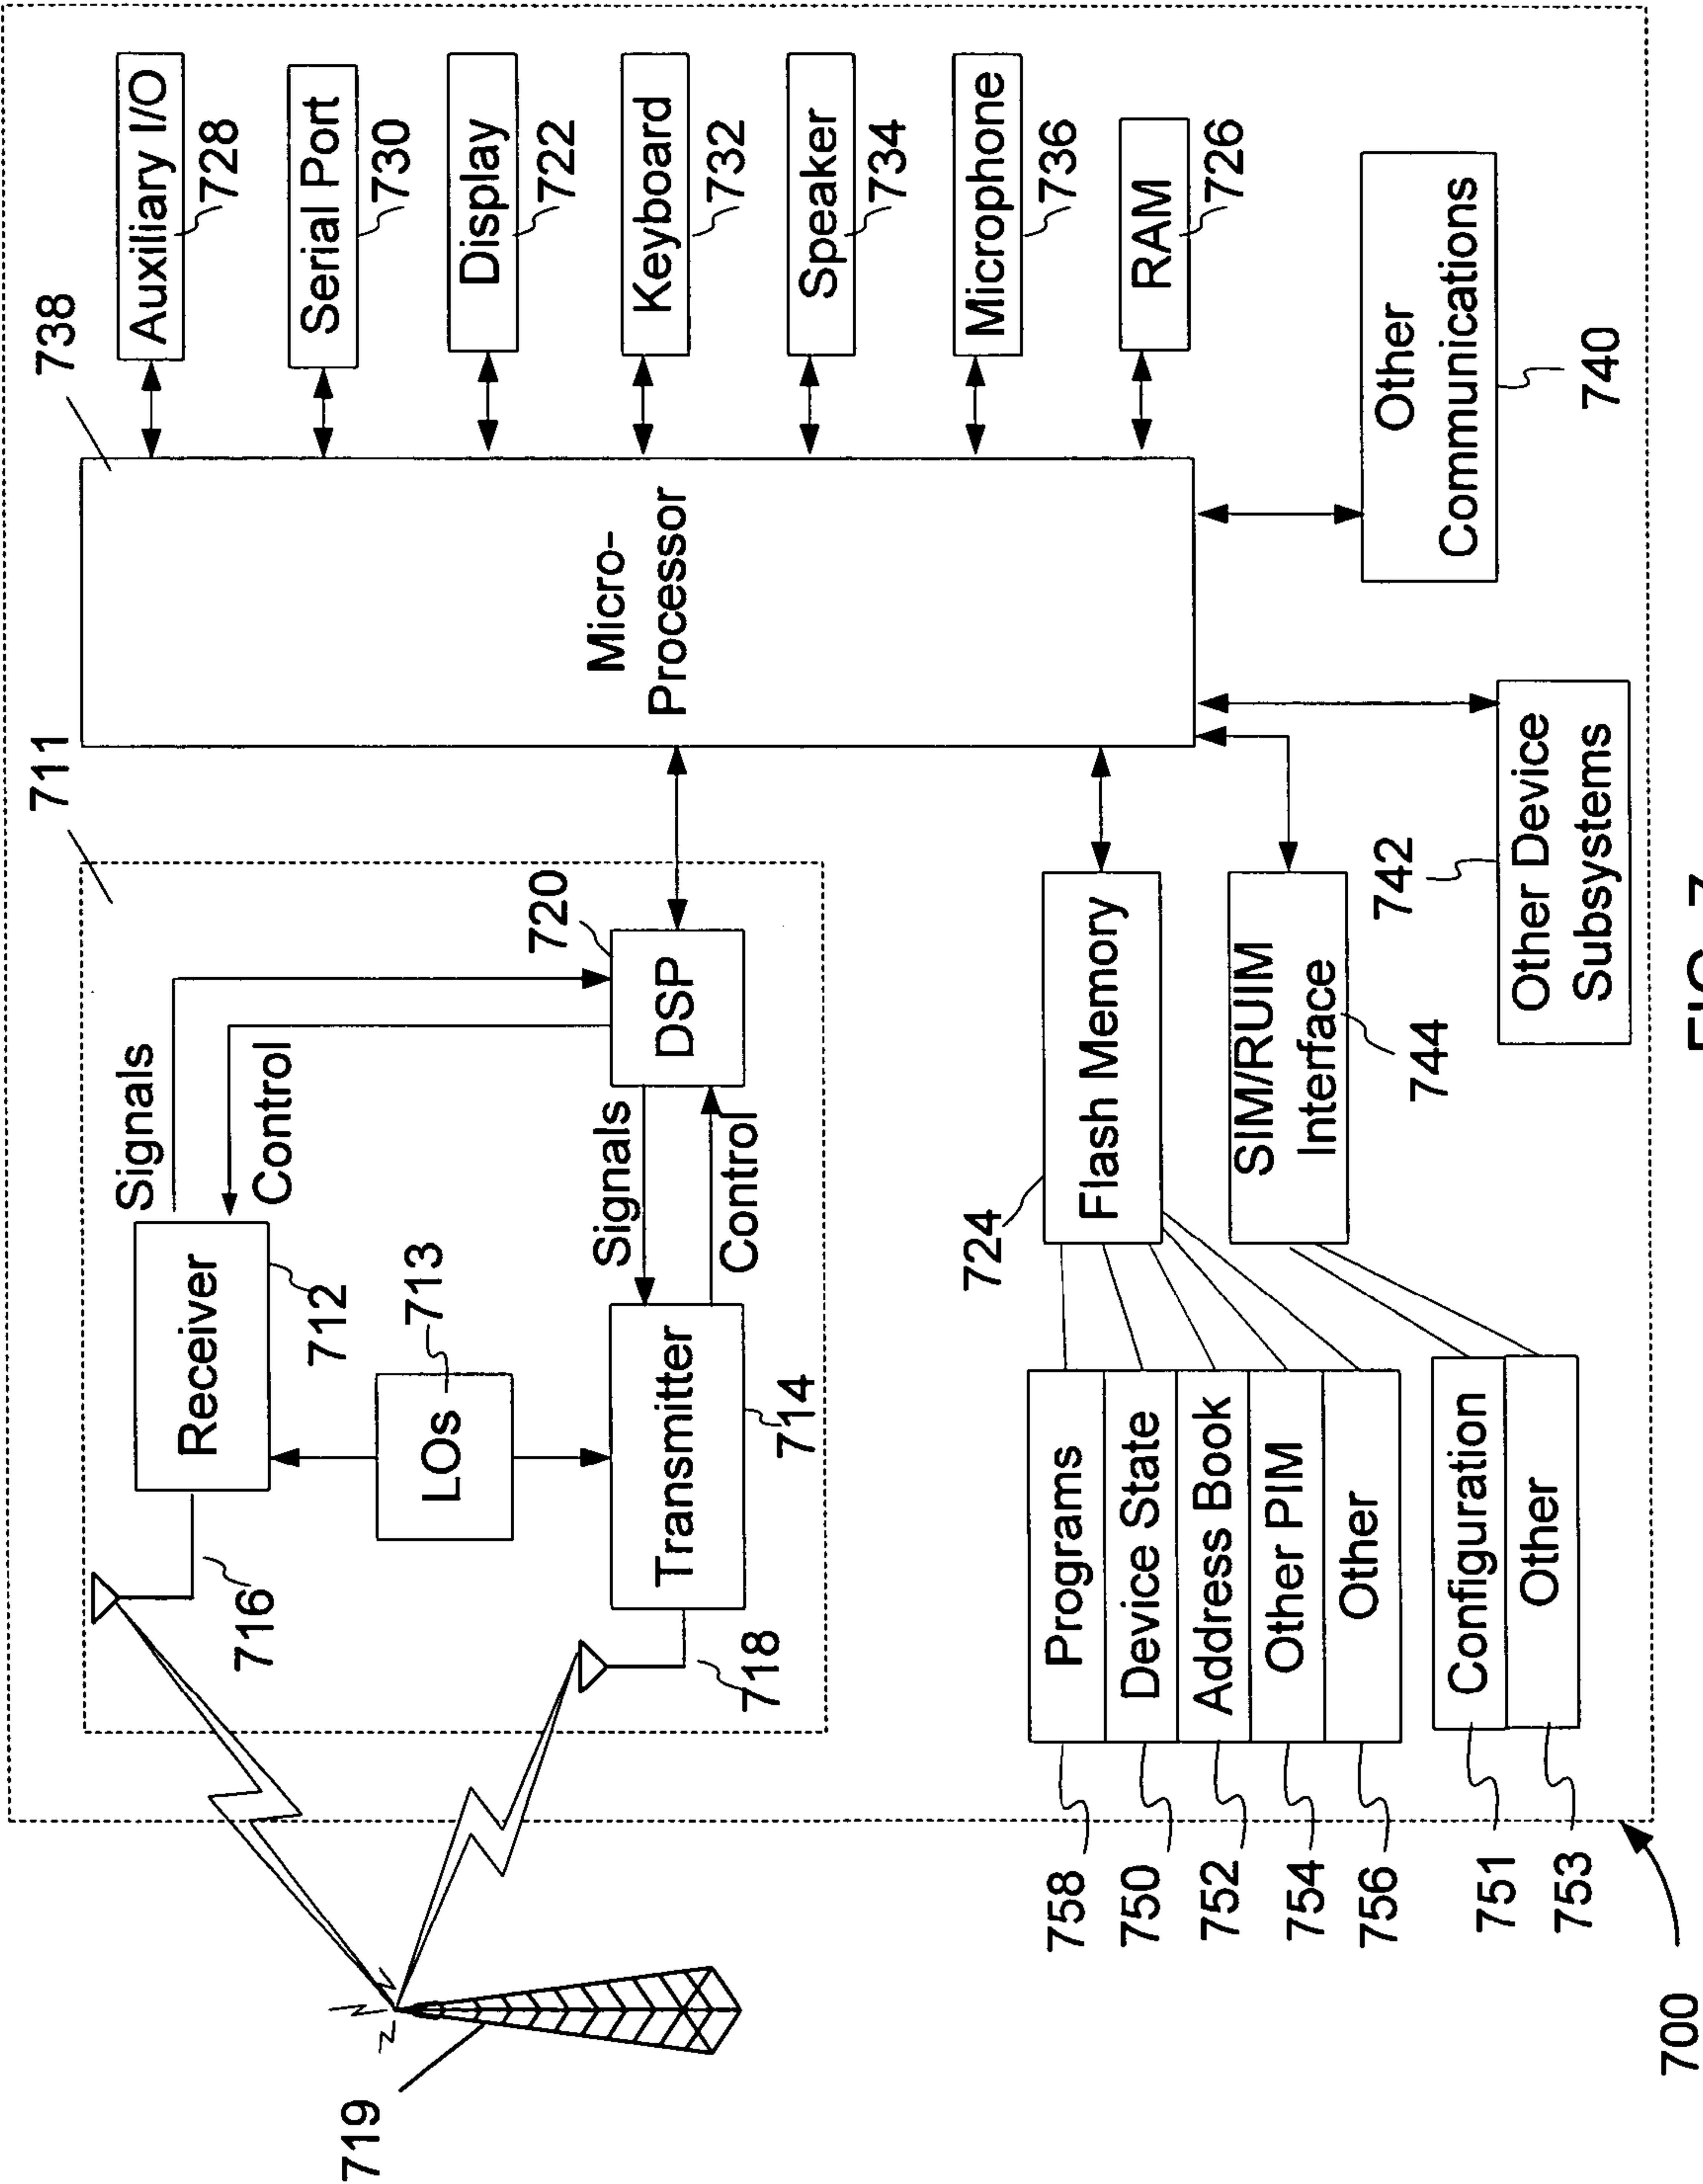 700
719
711
716
Receiver
712
Signals
Control
LOs
713
Transmitter
714
718
Signals
Control
DSP
720
Micro-
Processor
738
Auxiliary I/O
728
Serial Port
730
Display
722
Keyboard
732
Speaker
734
Microphone
736
RAM
726
Other
Communications
740
Other Device
Subsystems
742
Flash Memory
724
SIM/RUIM
Interface
744
Programs
758
Device State
750
Address Book
752
Other PIM
754
Other
756
Configuration
751
Other
753